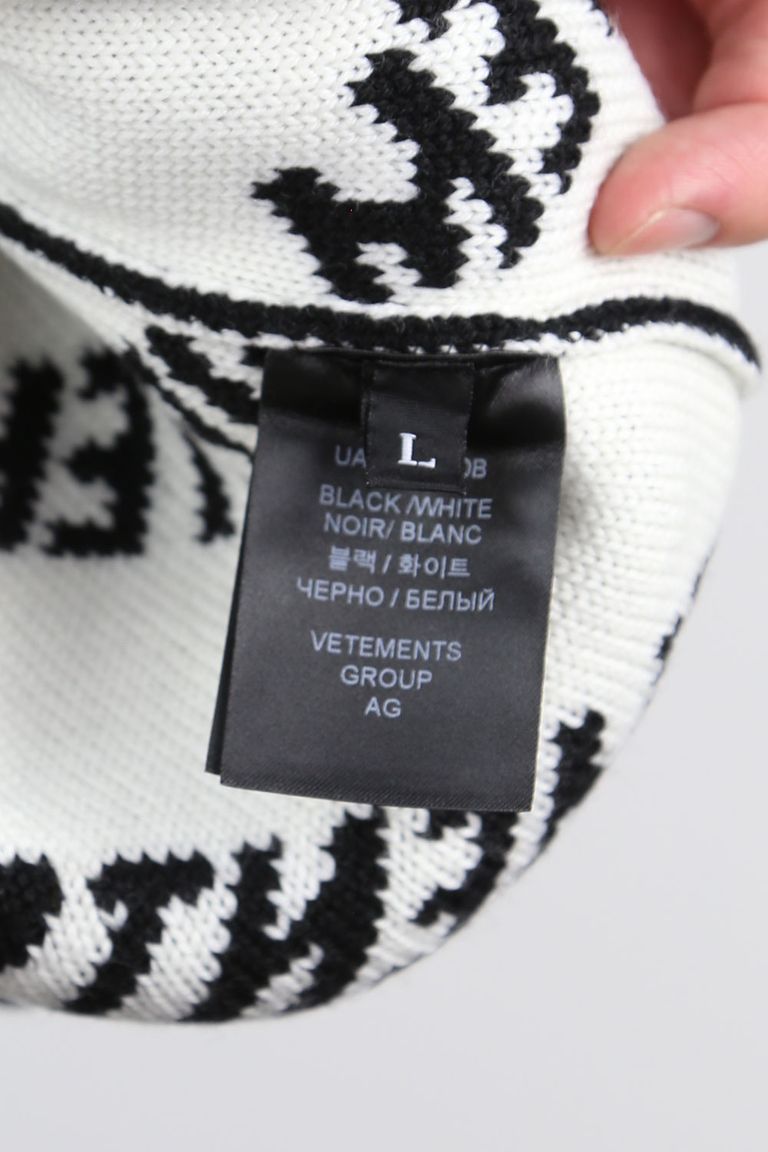 L
BLACK /WHITE
NOIR/ BLANC
블랙 / 화이트
ЧЕРНО / БЕЛЫЙ
VETEMENTS
GROUP
AG